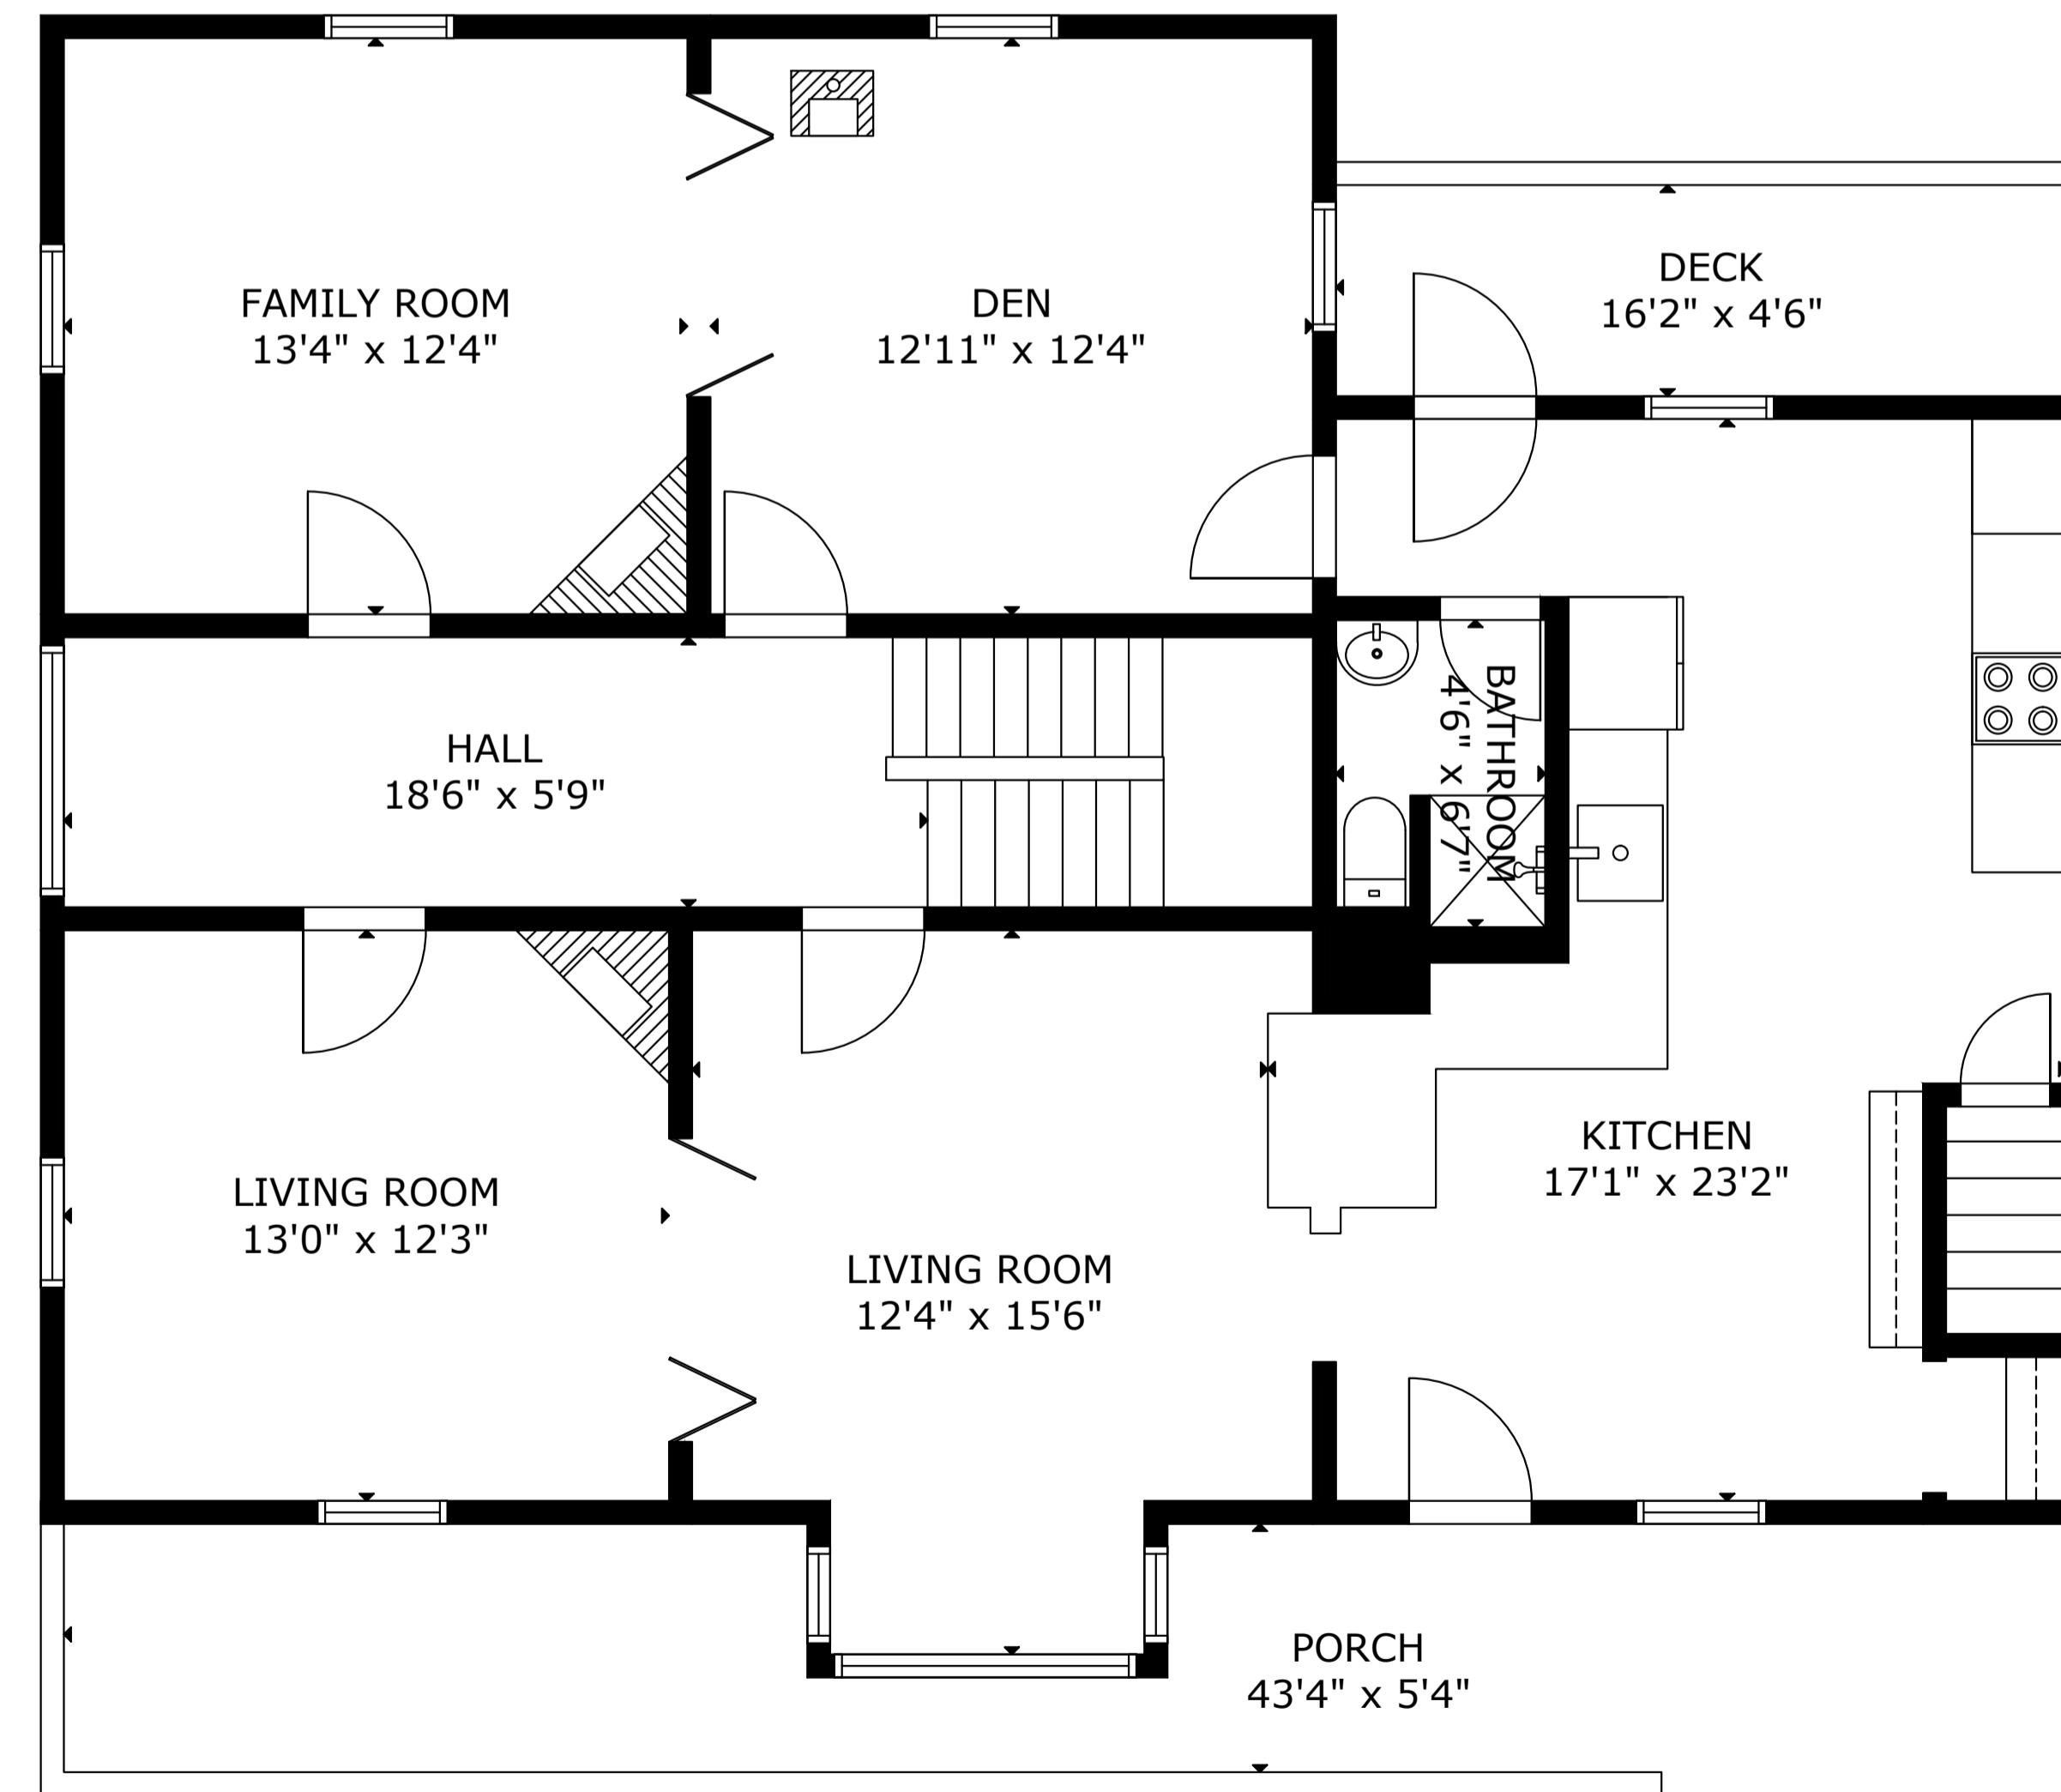 FAMILY ROOM
13'4" x 12'4"
DEN
12'11" x 12'4"
DECK
16'2" x 4'6"
HALL
18'6" x 5'9"
BATHROOM
4'6" x 6'7"
LIVING ROOM
13'0" x 12'3"
LIVING ROOM
12'4" x 15'6"
KITCHEN
17'1" x 23'2"
PORCH
43'4" x 5'4"